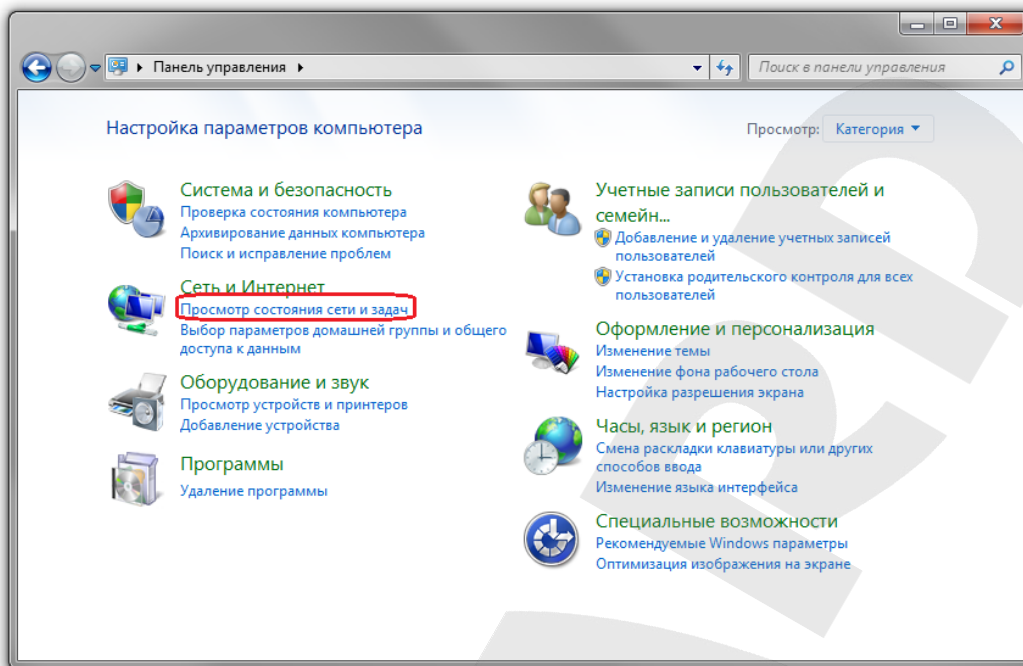 Панель управления
Поиск в панели управления
Настройка параметров компьютера
Просмотр: Категория
Система и безопасность
Проверка состояния компьютера
Архивирование данных компьютера
Поиск и исправление проблем
Сеть и Интернет
Просмотр состояния сети и задач
Выбор параметров домашней группы и общего
доступа к данным
Оборудование и звук
Просмотр устройств и принтеров
Добавление устройства
Программы
Удаление программы
Учетные записи пользователей и
семейн...
Добавление и удаление учетных записей
пользователей
Установка родительского контроля для всех
пользователей
Оформление и персонализация
Изменение темы
Изменение фона рабочего стола
Настройка разрешения экрана
Часы, язык и регион
Смена раскладки клавиатуры или других
способов ввода
Изменение языка интерфейса
Специальные возможности
Рекомендуемые Windows параметры
Оптимизация изображения на экране